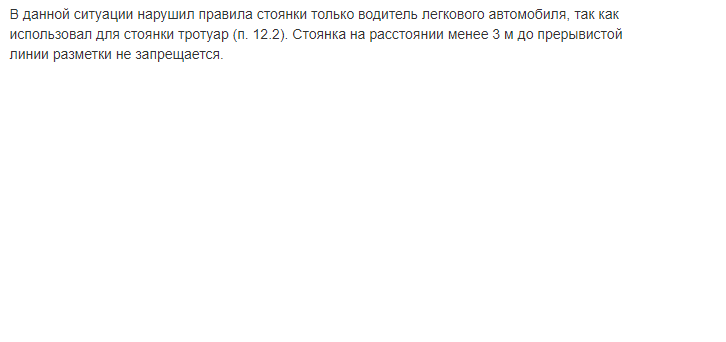 В данной ситуации нарушил правила стоянки только водитель легкового автомобиля, так как
использовал для стоянки тротуар (п. 12.2). Стоянка на расстоянии менее 3 м до прерывистой
линии разметки не запрещается.